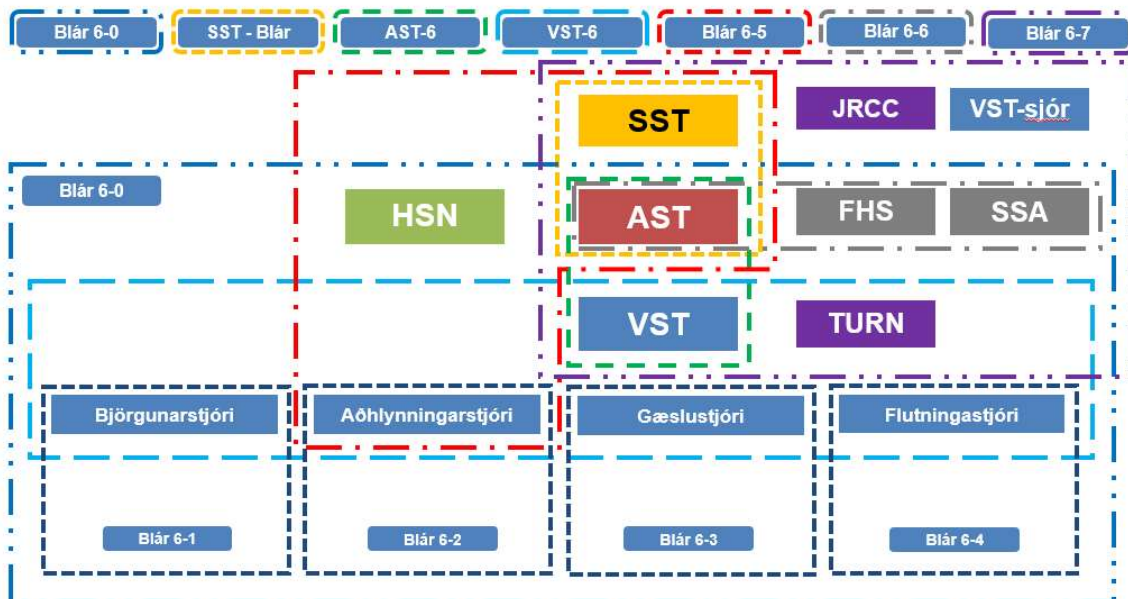 Blár 6-0
SST - Blár
AST-6
VST-6
Blár 6-5
Blár 6-6
Blár 6-7
SST
JRCC
VST-sjór
Blár 6-0
HSN
AST
FHS
SSA
VST
TURN
Björgunarstjóri
Aðhlynningarstjóri
Gæslustjóri
Flutningastjóri
Blár 6-1
Blár 6-2
Blár 6-3
Blár 6-4